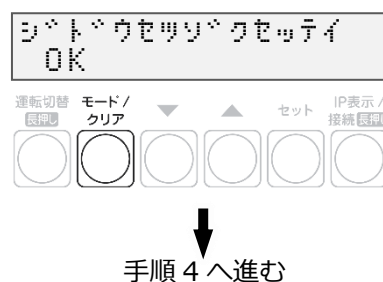 ジドウセツゾクセッテイ
OK
運転切替 モード/ ▼ ▲ セット IP表示/
長押し クリア 接続 長押し
手順 4 へ進む